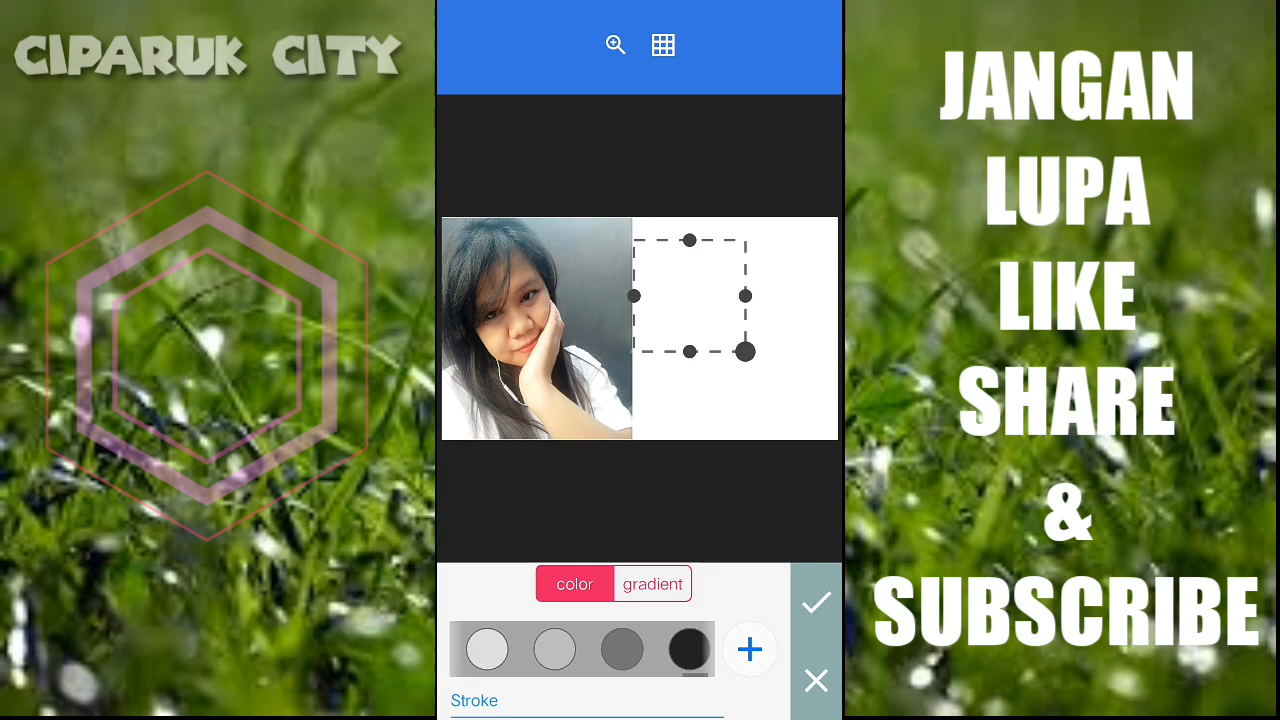 CIPARUK CITY
JANGAN
LUPA
LIKE
SHARE
&
SUBSCRIBE
color gradient
Stroke